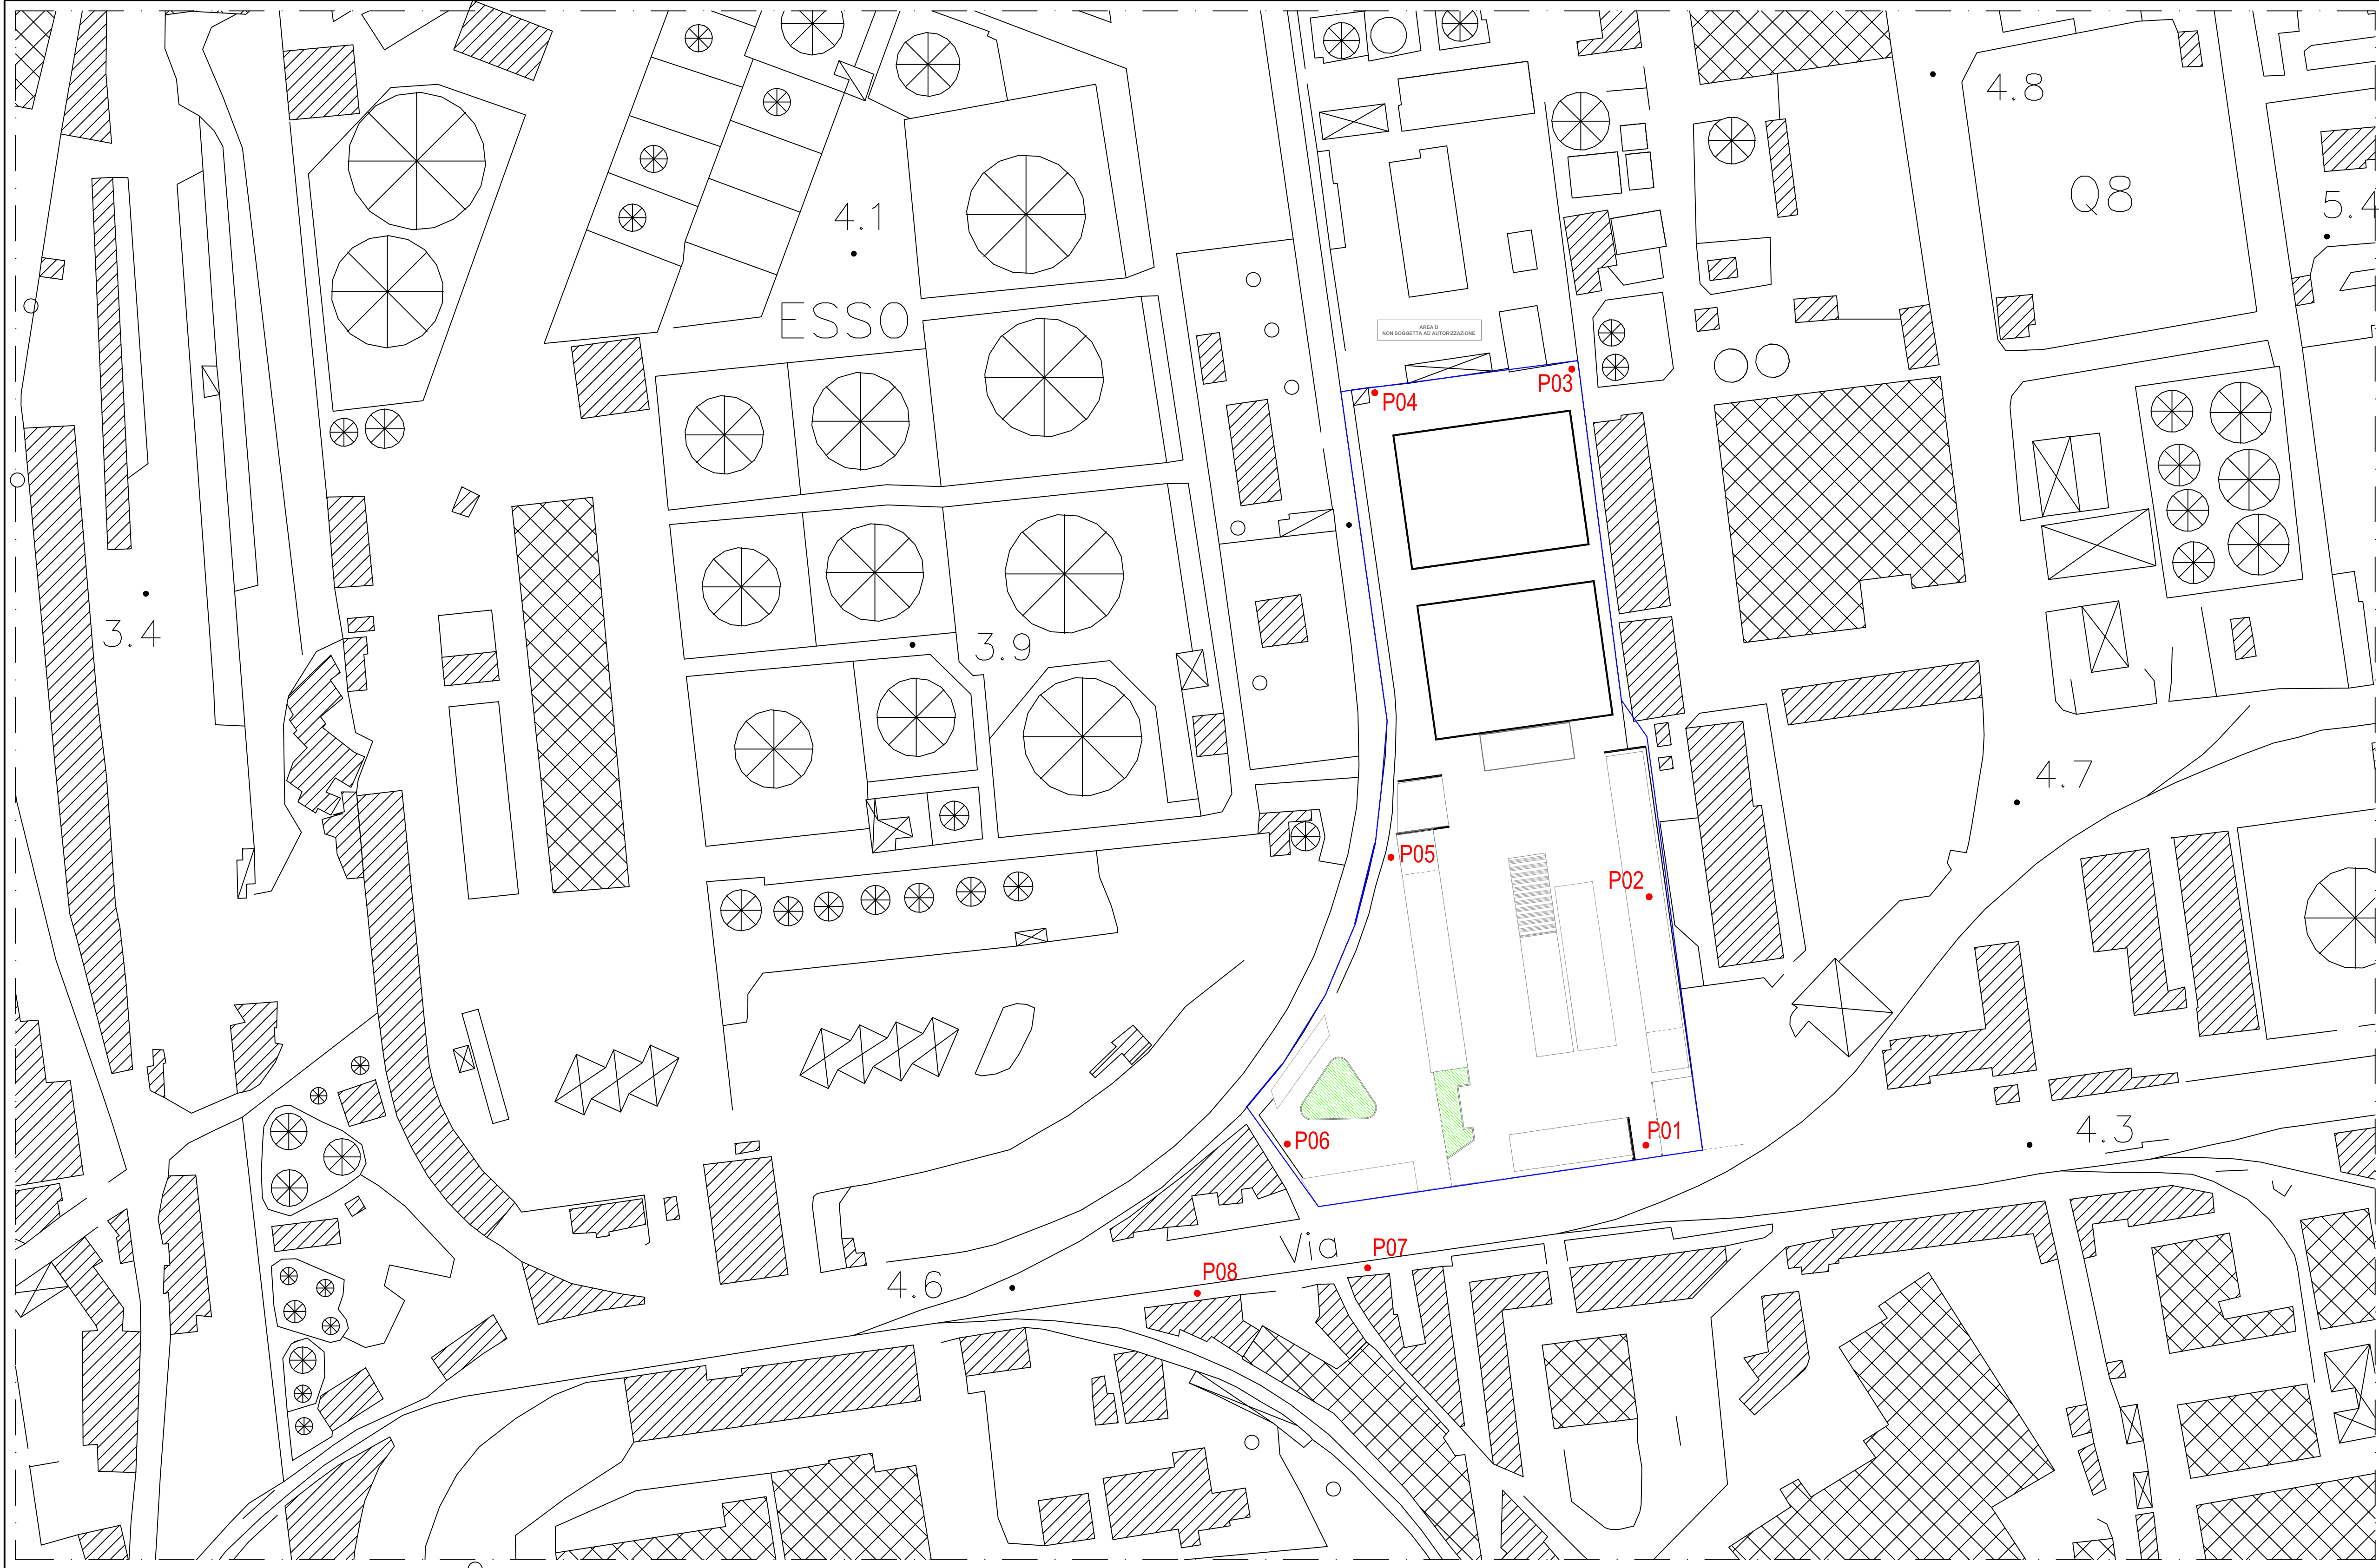 4.8
Q8
4.1
5.4
ESSO
AREA D
NON SOGGETTA AD AUTORIZZAZIONE
P03
P04
3.4
3.9
4.7
P05
P02
4.3
P01
P06
Via
P07
P08
4.6